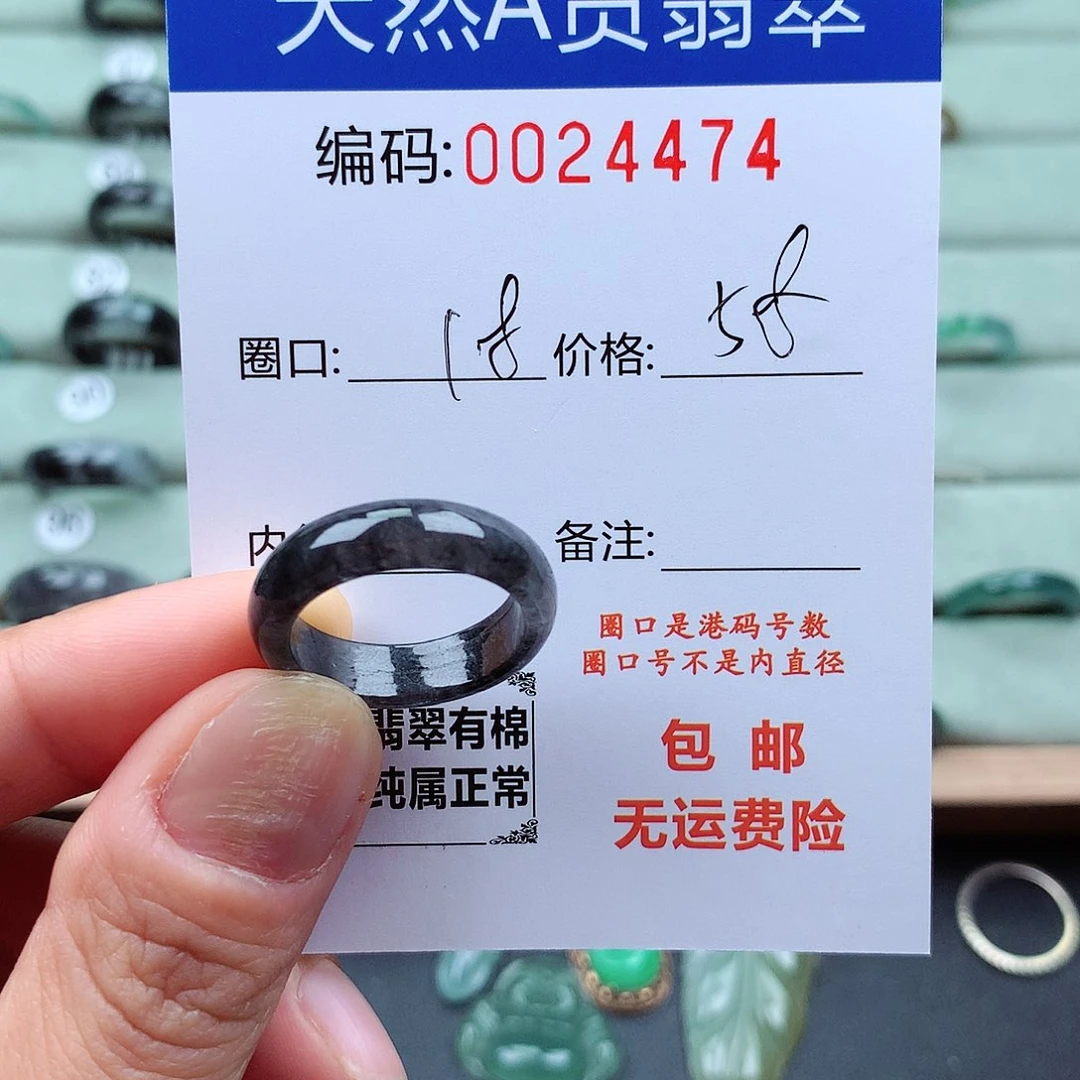 天然A货翡翠
编码:0024474
圈口: 18 价格: 58
内
备注:
圈口是港码号数
圈口号不是内直径
翡翠有棉
纯属正常
包 邮
无运费险